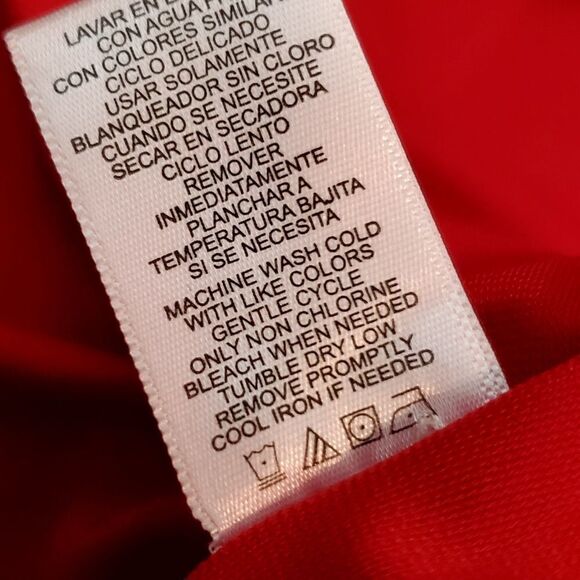 LAVAR EN
CON AGUA
CON COLORES
CICLO DELICADO
USAR SOLAMENTE
BLANQUEADOR SIN CLORO
CUANDO SE NECESITE
SECAR EN SECADORA
CICLO LENTO
REMOVER
INMEDIATAMENTE
PLANCHAR A
TEMPERATURA BAJITA
SI SE NECESITA
MACHINE WASH COLD
WITH LIKE COLORS
GENTLE CYCLE
ONLY NON CHLORINE
BLEACH WHEN NEEDED
TUMBLE DRY LOW
REMOVE PROMPTLY
COOL IRON IF NEEDED